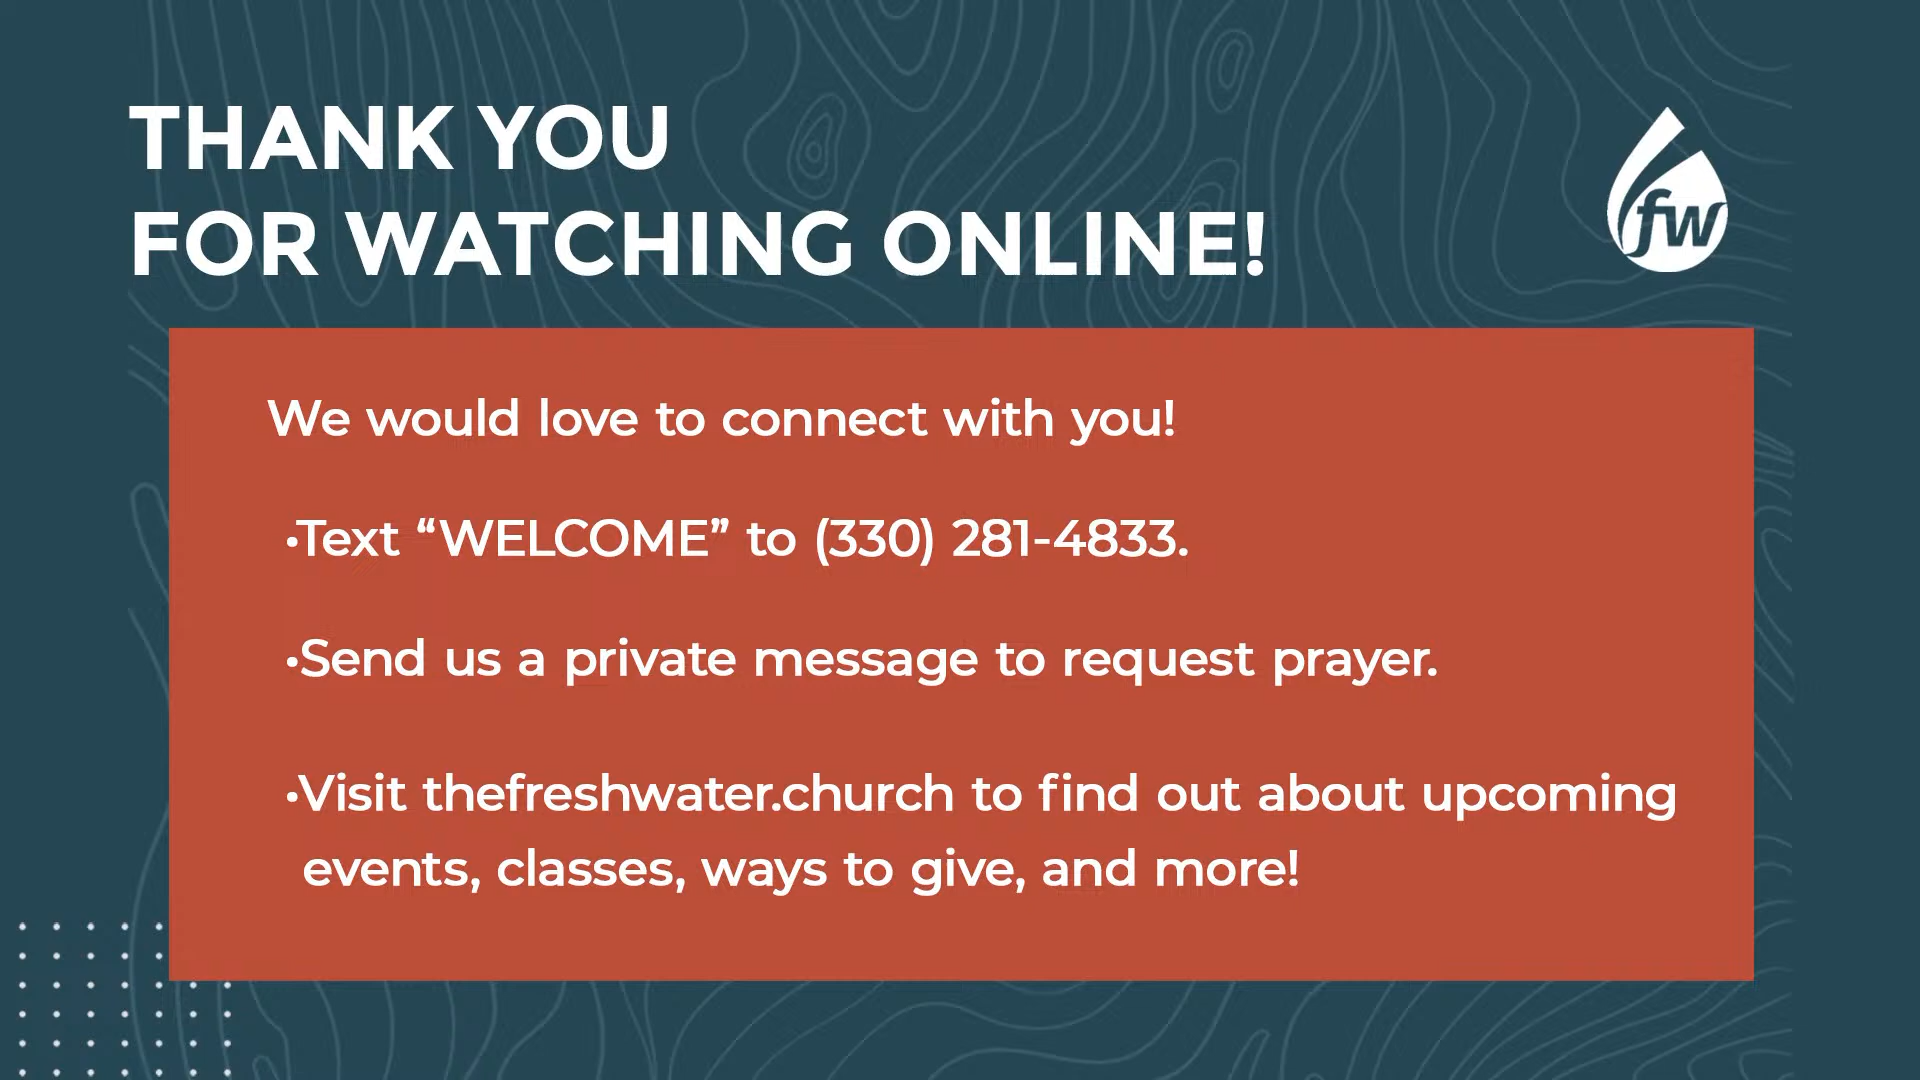 THANK YOU
FOR WATCHING ONLINE!
fw
We would love to connect with you!
•Text “WELCOME” to (330) 281-4833.
•Send us a private message to request prayer.
•Visit thefreshwater.church to find out about upcoming
events, classes, ways to give, and more!